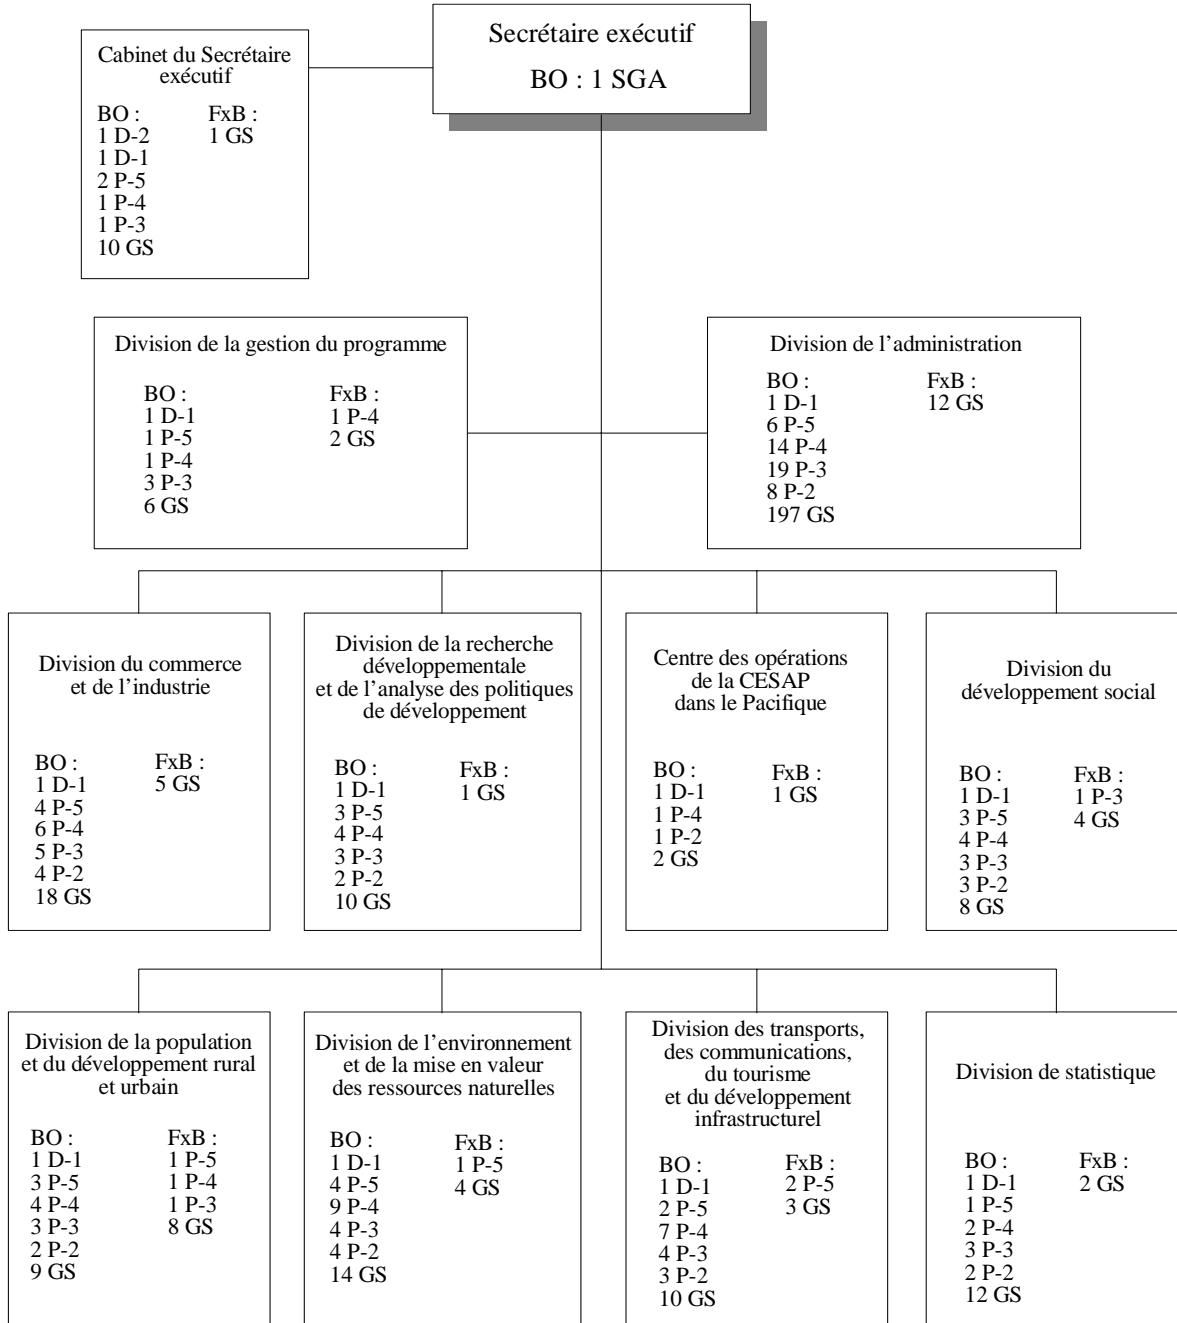 Secrétaire exécutif
BO : 1 SGA
Cabinet du Secrétaire
exécutif
BO :
1 D-2
1 D-1
2 P-5
1 P-4
1 P-3
10 GS
FxB :
1 GS
Division de la gestion du programme
BO :
1 D-1
1 P-5
1 P-4
3 P-3
6 GS
FxB :
1 P-4
2 GS
Division de l’administration
BO :
1 D-1
6 P-5
14 P-4
19 P-3
8 P-2
197 GS
FxB :
12 GS
Division du commerce
et de l’industrie
BO :
1 D-1
4 P-5
6 P-4
5 P-3
4 P-2
18 GS
FxB :
5 GS
Division de la recherche
développementale
et de l’analyse des politiques
de développement
BO :
1 D-1
3 P-5
4 P-4
3 P-3
2 P-2
10 GS
FxB :
1 GS
Centre des opérations
de la CESAP
dans le Pacifique
BO :
1 D-1
1 P-4
1 P-2
2 GS
FxB :
1 GS
Division du
développement social
BO :
1 D-1
3 P-5
4 P-4
3 P-3
3 P-2
8 GS
FxB :
1 P-3
4 GS
Division de la population
et du développement rural
et urbain
BO :
1 D-1
3 P-5
4 P-4
3 P-3
2 P-2
9 GS
FxB :
1 P-5
1 P-4
1 P-3
8 GS
Division de l’environnement
et de la mise en valeur
des ressources naturelles
BO :
1 D-1
4 P-5
9 P-4
4 P-3
4 P-2
14 GS
FxB :
1 P-5
4 GS
Division des transports,
des communications,
du tourisme
et du développement
infrastructurel
BO :
1 D-1
2 P-5
7 P-4
4 P-3
3 P-2
10 GS
FxB :
2 P-5
3 GS
Division de statistique
BO :
1 D-1
1 P-5
2 P-4
3 P-3
2 P-2
12 GS
FxB :
2 GS